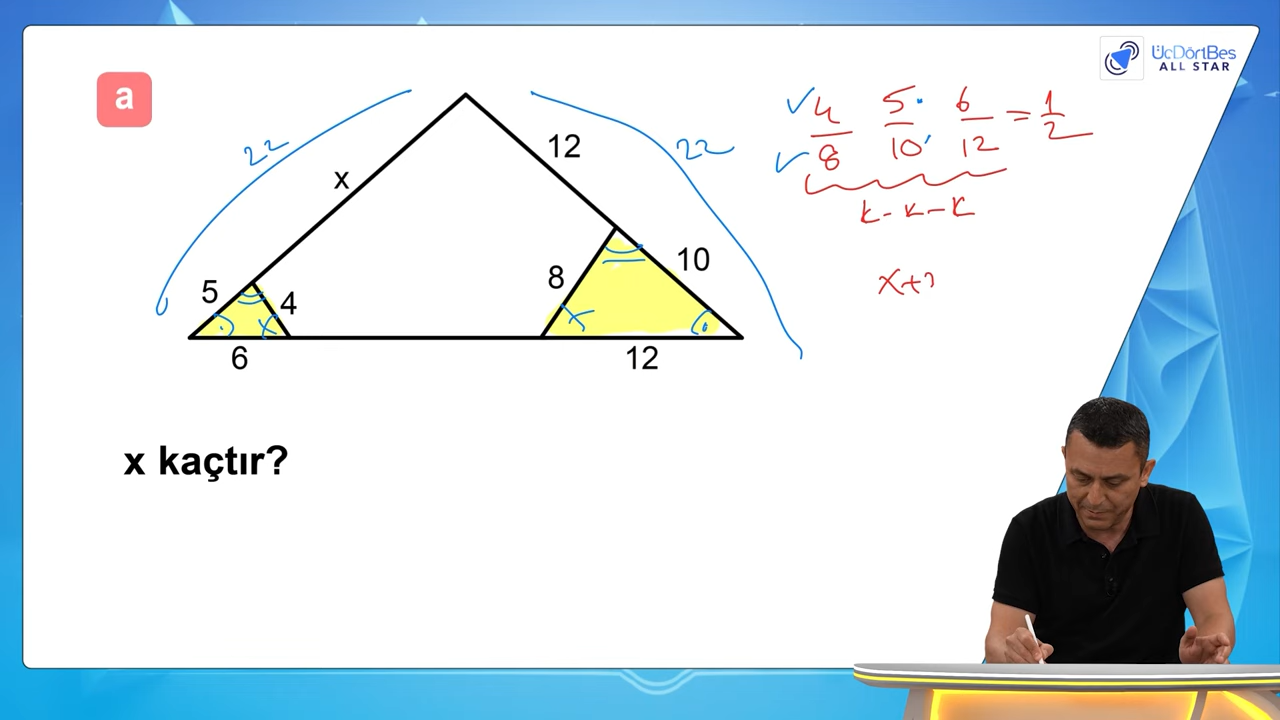 a
ÜçDörtBeş
ALL STAR
22
x
12
22
5
4
6
8
10
12
4/8 5/10 6/12 = 1/2
K - K - K
x+
x kaçtır?